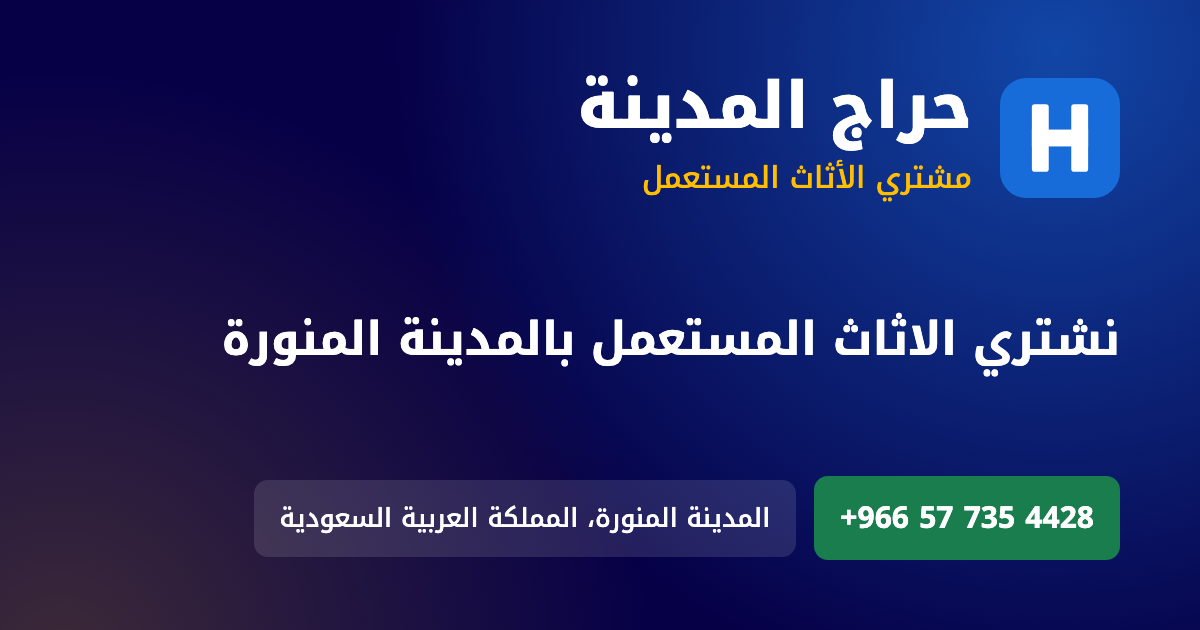 H
حراج المدينة
مشتري الأثاث المستعمل
نشتري الاثاث المستعمل بالمدينة المنورة
+966 57 735 4428
المدينة المنورة، المملكة العربية السعودية